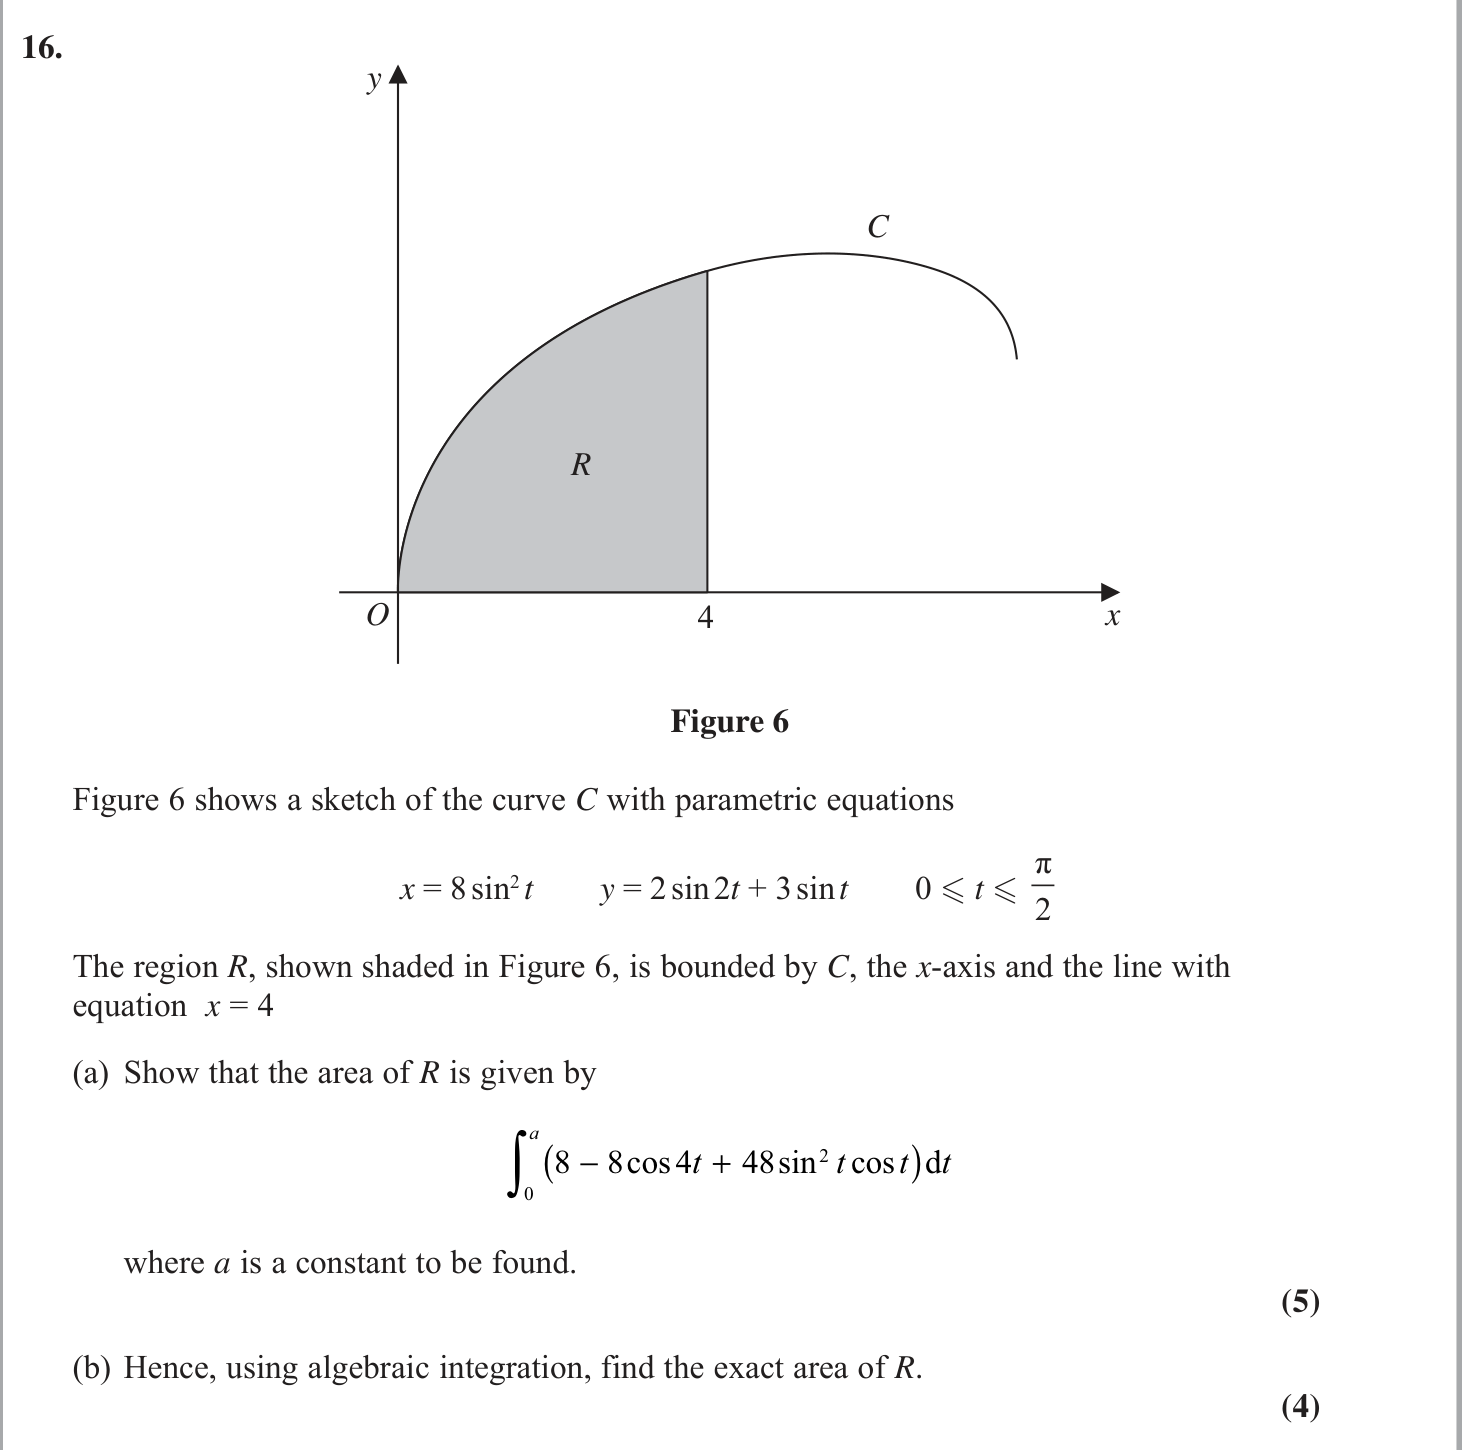 16.
y
C
R
O
4
x
Figure 6
Figure 6 shows a sketch of the curve C with parametric equations
x = 8 sin² t y = 2 sin 2t + 3 sin t 0 ⩽ t ⩽ π/2
The region R, shown shaded in Figure 6, is bounded by C, the x-axis and the line with
equation x = 4
(a) Show that the area of R is given by
∫₀ᵃ (8 − 8 cos 4t + 48 sin² t cos t) dt
where a is a constant to be found.
(5)
(b) Hence, using algebraic integration, find the exact area of R.
(4)